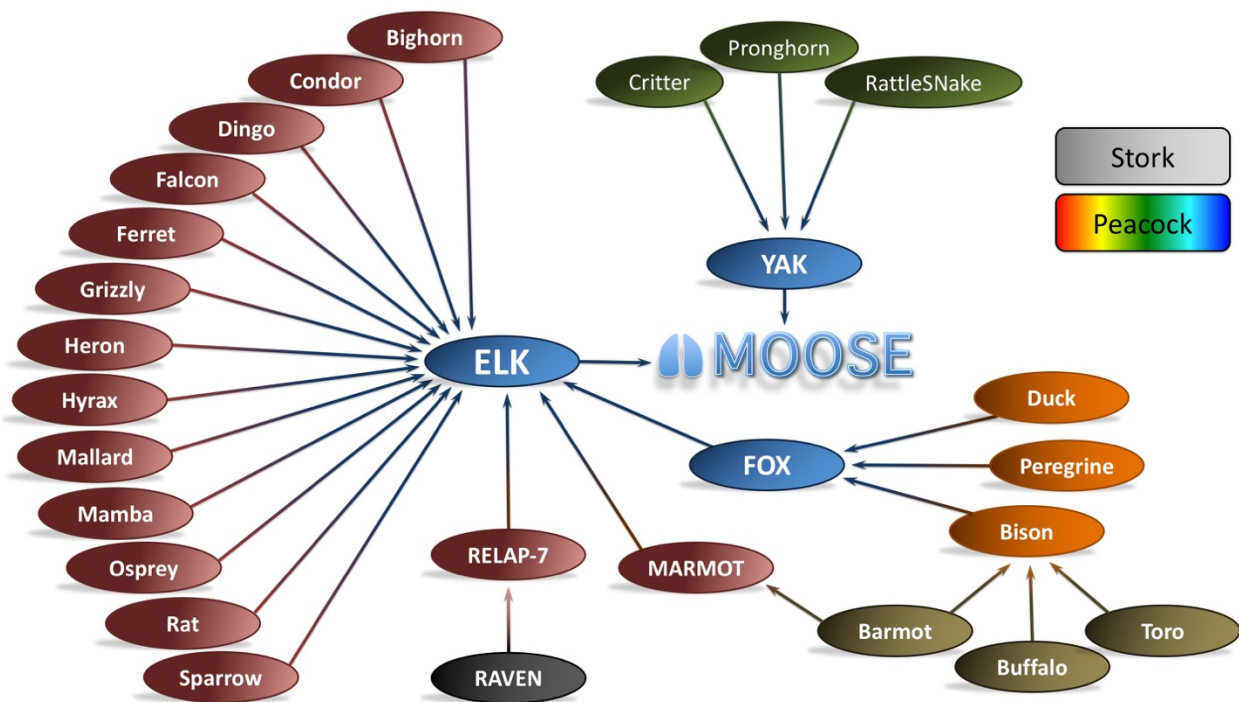 Bighorn
Pronghorn
Condor
Critter
RattleSNake
Dingo
Stork
Falcon
Peacock
Ferret
YAK
Grizzly
Heron
ELK
MOOSE
Hyrax
Duck
Mallard
FOX
Peregrine
Mamba
Bison
Osprey
RELAP-7
MARMOT
Rat
Barmot
Toro
Sparrow
RAVEN
Buffalo